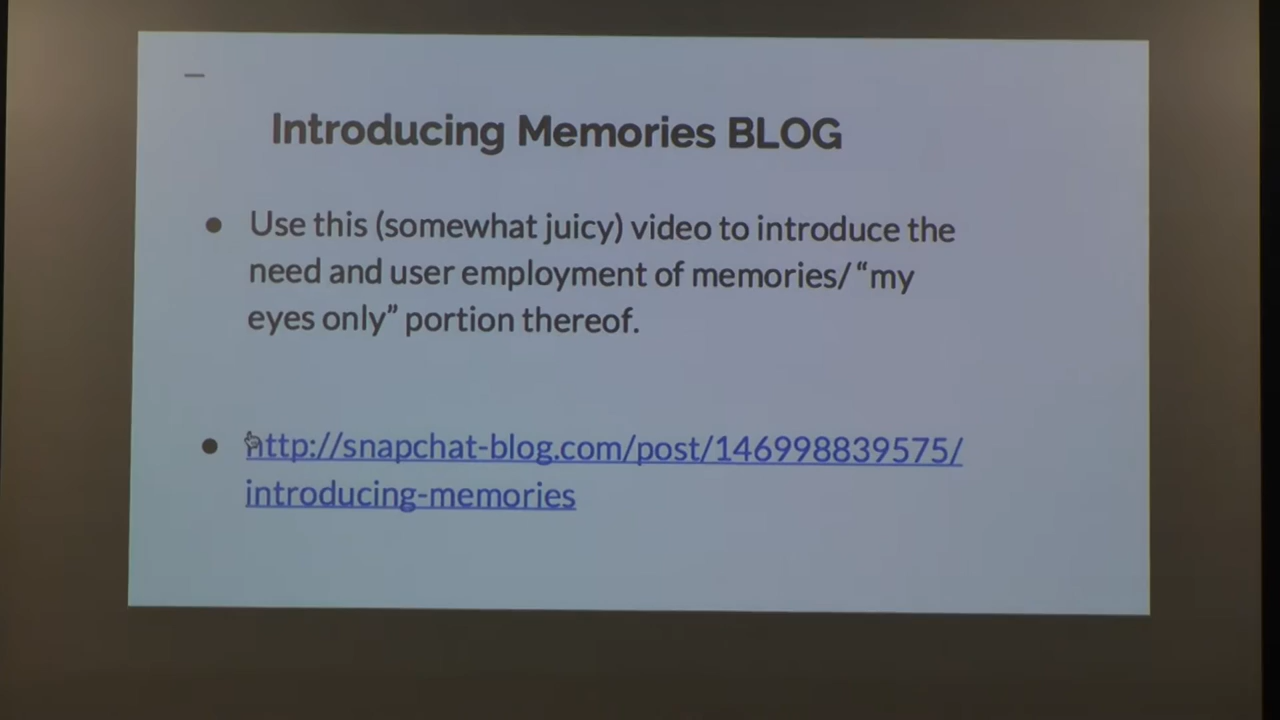 Introducing Memories BLOG
● Use this (somewhat juicy) video to introduce the
need and user employment of memories/ “my
eyes only” portion thereof.
● http://snapchat-blog.com/post/146998839575/
introducing-memories